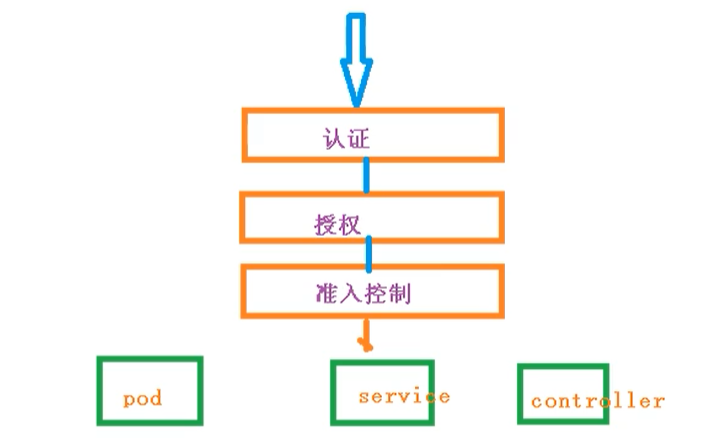 认证
授权
准入控制
pod
service
controller